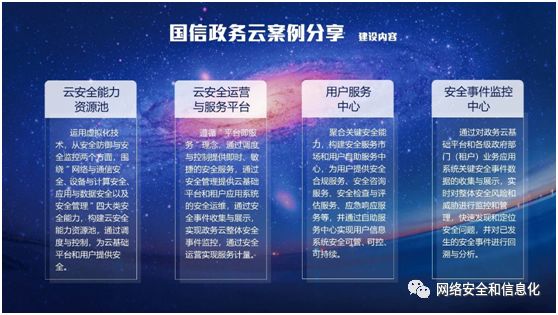 国信政务云案例分享 建设内容
云安全能力
资源池
运用虚拟化技
术，从安全防御与安
全监控两个方面，围
绕“网络与通信安
全、设备与计算安全、
应用与数据安全以及
安全管理”四大类安
全能力，构建云安全
能力资源池。通过调
度与控制，为云基础
平台和用户提供安
全。
云安全运营
与服务平台
遵循“平台即服
务”理念，通过调度
与控制提供即时、敏
捷的安全服务，通过
安全管理提供云基础
平台和租户应用系统
的安全运维，通过安
全事件收集与展示，
实现政务云整体安全
事件监控，通过安全
运营实现服务计量。
用户服务
中心
聚合关键安全能
力，构建安全服务市
场和用户自助服务中
心，为用户提供安全
合规服务、安全咨询
服务、安全检查与评
估服务、应急响应服
务等，并通过自助服
务中心实现用户信息
系统安全可管、可控、
可持续。
安全事件监控
中心
通过对政务云基
础平台和各级政府部
门（租户）业务应用
系统关键安全事件数
据的收集与展示，实
时对整体安全风险和
威胁进行监控和管
理，快速发现和定位
安全问题，并对已发
生的安全事件进行回
溯与分析。
网络安全和信息化